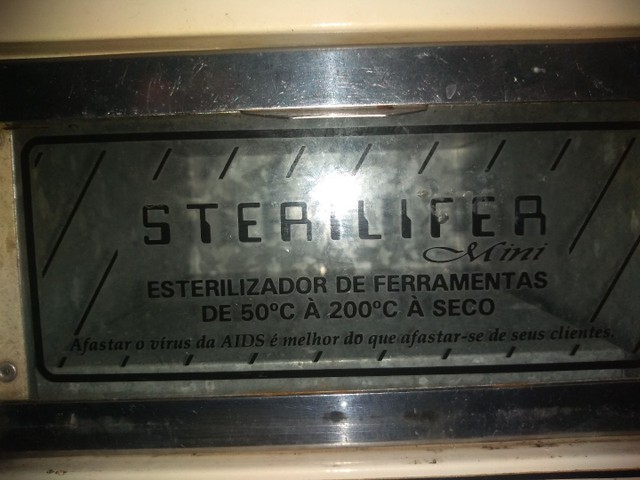 STERILIFER
Mini
ESTERILIZADOR DE FERRAMENTAS
DE 50ºC À 200ºC À SECO
Afastar o vírus da AIDS é melhor do que afastar-se de seus clientes.